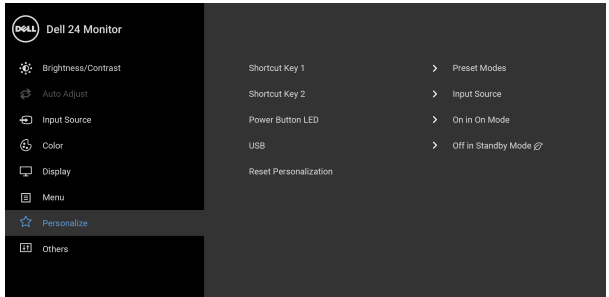 DELL Dell 24 Monitor
Brightness/Contrast
Auto Adjust
Input Source
Color
Display
Menu
Personalize
Others
Shortcut Key 1 > Preset Modes
Shortcut Key 2 > Input Source
Power Button LED > On in On Mode
USB > Off in Standby Mode
Reset Personalization